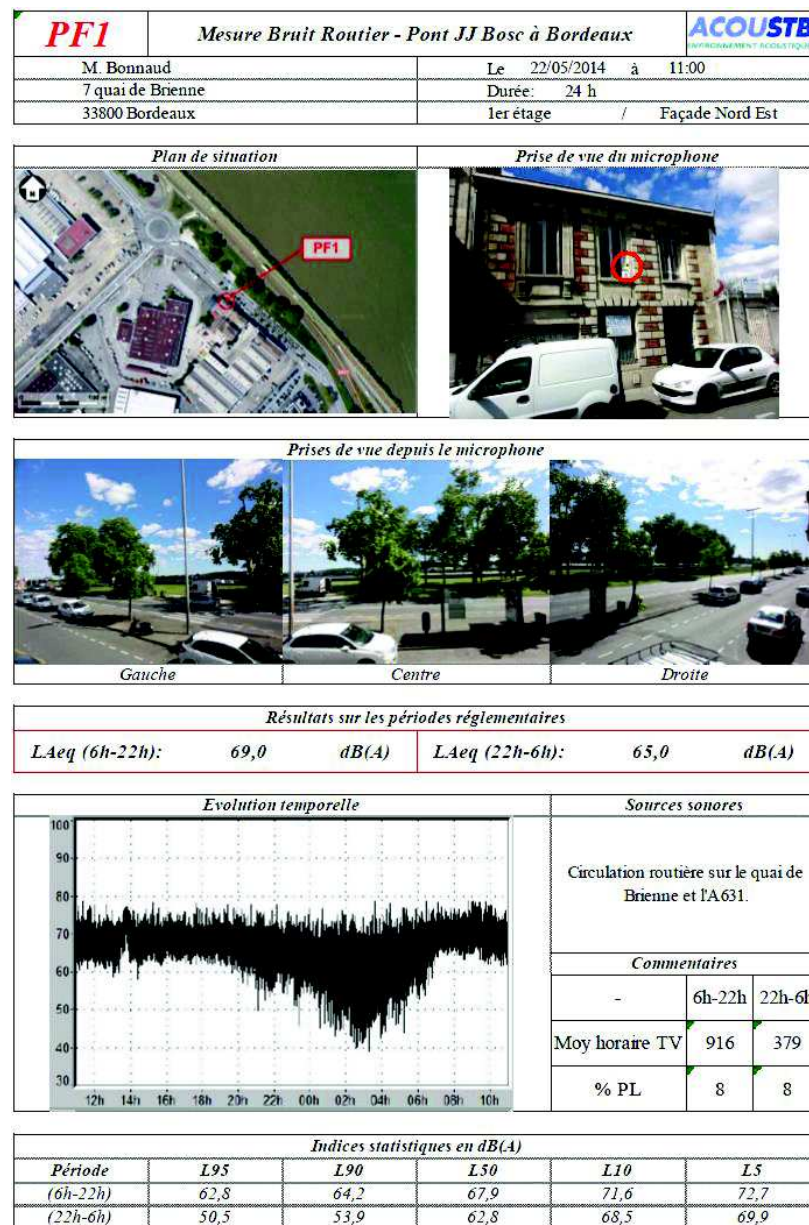 PF1
Mesure Bruit Routier - Pont JJ Bosc à Bordeaux
ACOUSTB
ENVIRONNEMENT ACOUSTIQUE
M. Bonnaud
Le 22/05/2014 à 11:00
7 quai de Brienne
Durée: 24 h
33800 Bordeaux
1er étage / Façade Nord Est
Plan de situation
Prise de vue du microphone
N
PF1
Prises de vue depuis le microphone
Gauche
Centre
Droite
Résultats sur les périodes réglementaires
LAeq (6h-22h): 69,0 dB(A) LAeq (22h-6h): 65,0 dB(A)
Evolution temporelle
Sources sonores
100
90
80
70
60
50
40
30
12h 14h 16h 18h 20h 22h 00h 02h 04h 06h 08h 10h
Circulation routière sur le quai de
Brienne et l'A631.
Commentaires
- 6h-22h 22h-6h
Moy horaire TV 916 379
% PL 8 8
Indices statistiques en dB(A)
Période L95 L90 L50 L10 L5
(6h-22h) 62,8 64,2 67,9 71,6 72,7
(22h-6h) 50,5 53,9 62,8 68,5 69,9